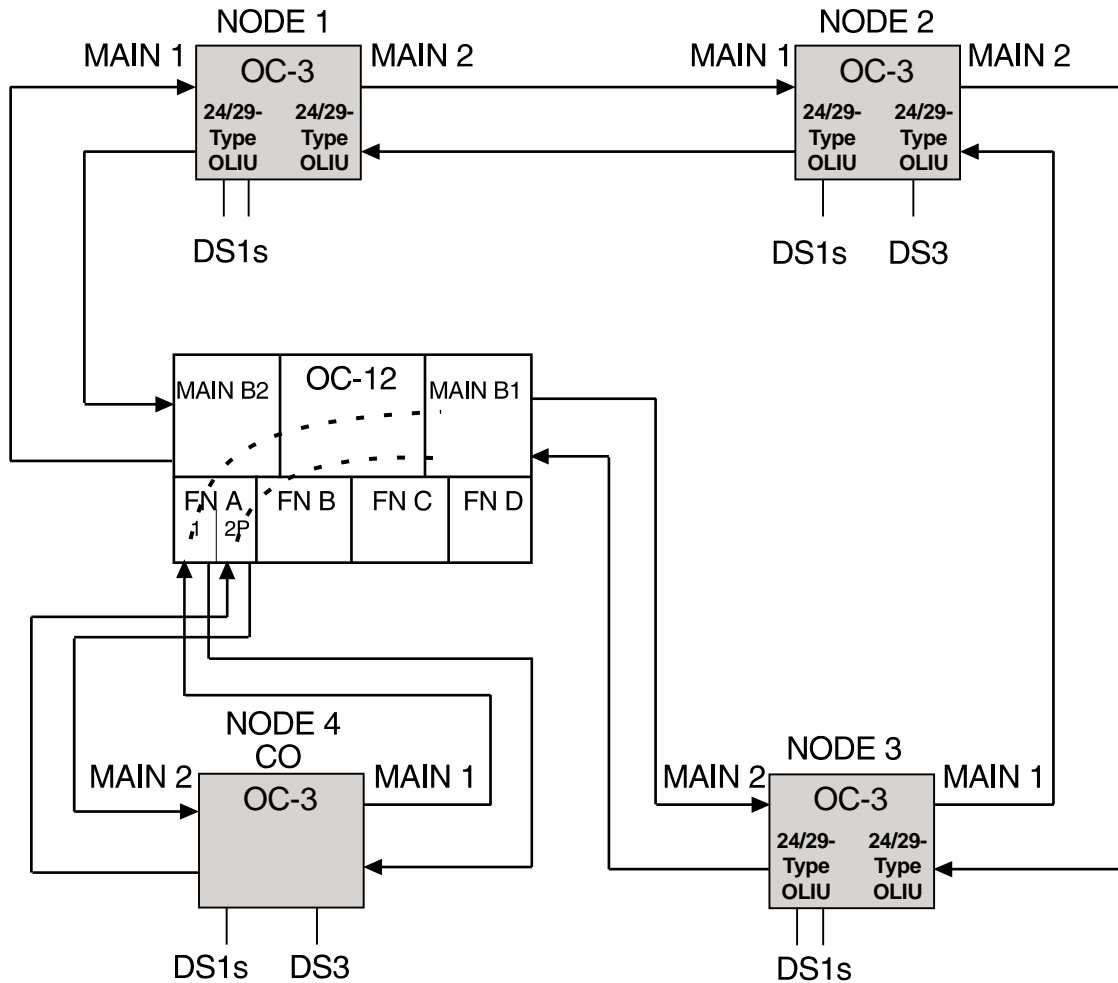 NODE 1
NODE 2
MAIN 1
MAIN 2
MAIN 1
MAIN 2
OC-3
OC-3
24/29-
Type
OLIU
24/29-
Type
OLIU
24/29-
Type
OLIU
24/29-
Type
OLIU
DS1s
DS1s
DS3
MAIN B2
OC-12
MAIN B1
FN A
FN B
FN C
FN D
1
2P
NODE 4
CO
NODE 3
MAIN 2
MAIN 1
MAIN 2
MAIN 1
OC-3
OC-3
24/29-
Type
OLIU
24/29-
Type
OLIU
DS1s
DS3
DS1s